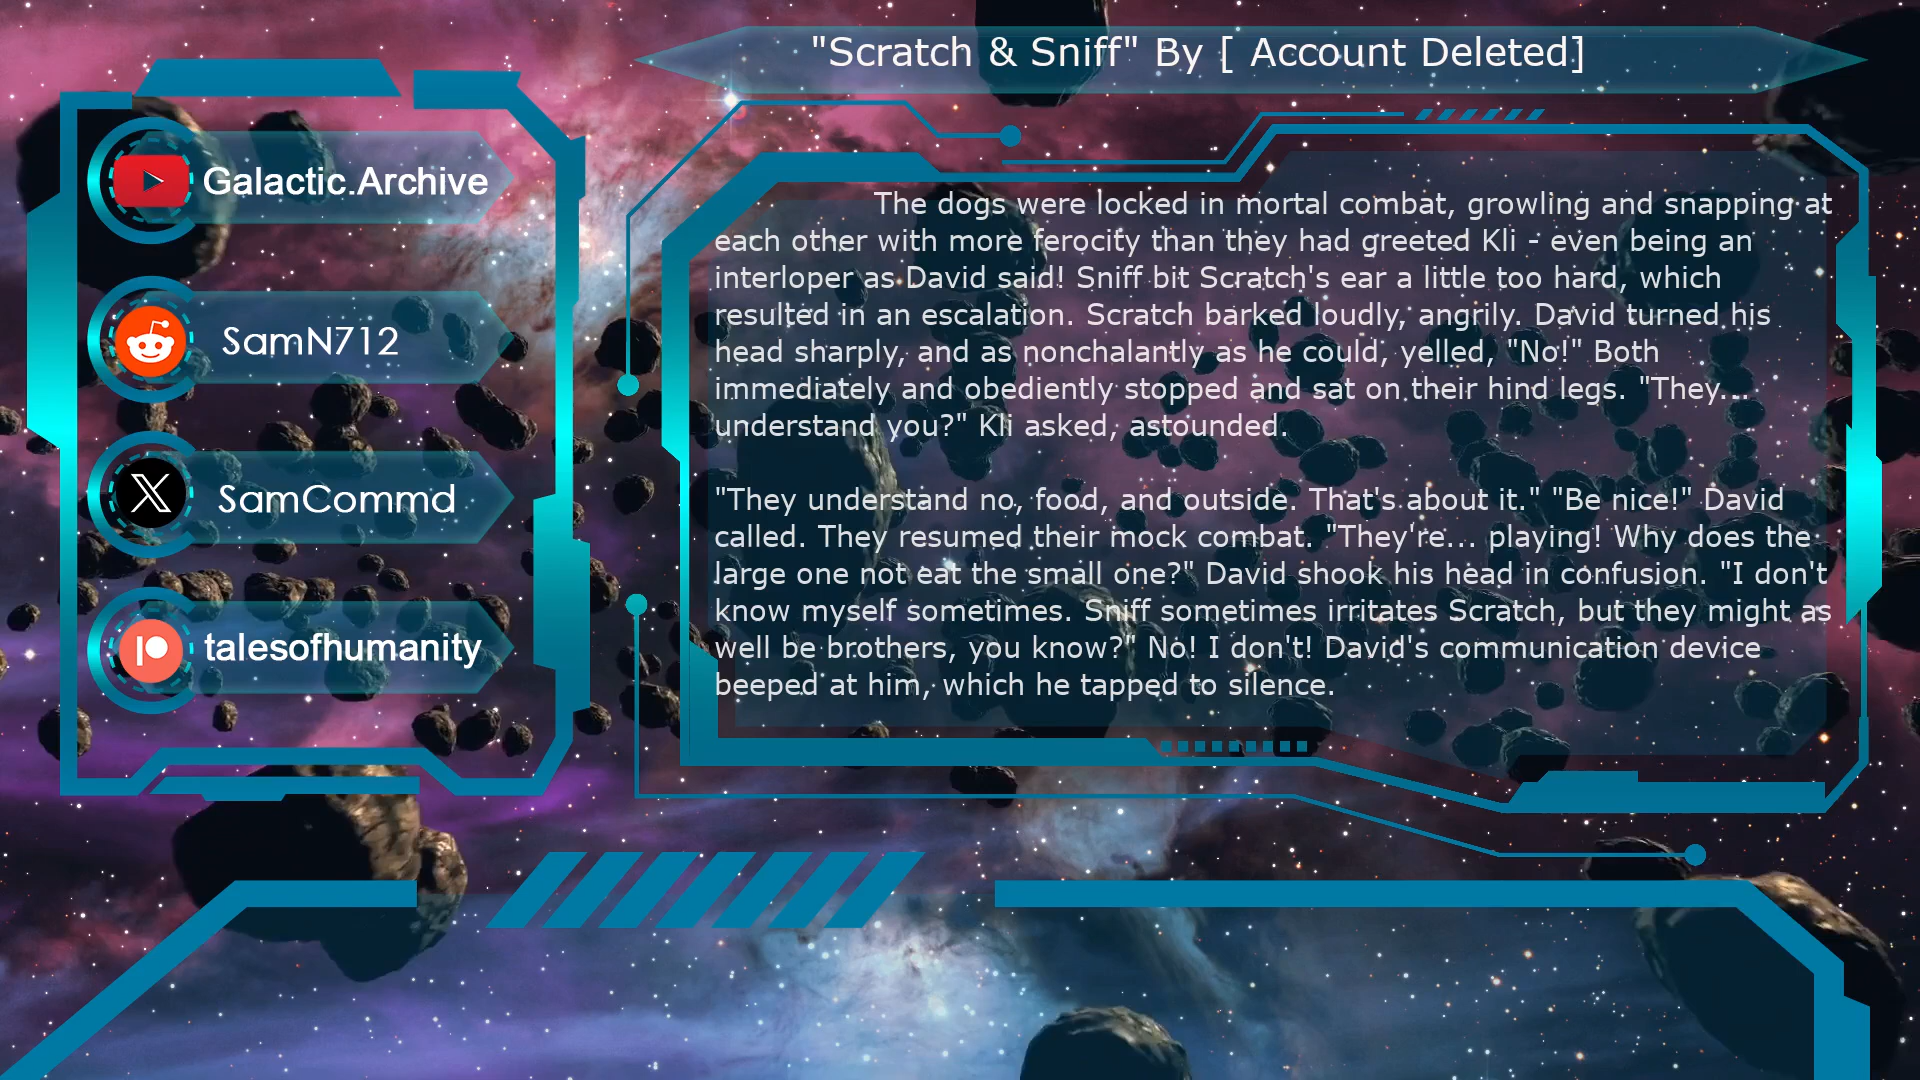 "Scratch & Sniff" By [ Account Deleted]
Galactic.Archive
SamN712
SamCommd
talesofhumanity
The dogs were locked in mortal combat, growling and snapping at
each other with more ferocity than they had greeted Kli - even being an
interloper as David said! Sniff bit Scratch's ear a little too hard, which
resulted in an escalation. Scratch barked loudly, angrily. David turned his
head sharply, and as nonchalantly as he could, yelled, "No!" Both
immediately and obediently stopped and sat on their hind legs. "They...
understand you?" Kli asked, astounded.
"They understand no, food, and outside. That's about it." "Be nice!" David
called. They resumed their mock combat. "They're... playing! Why does the
large one not eat the small one?" David shook his head in confusion. "I don't
know myself sometimes. Sniff sometimes irritates Scratch, but they might as
well be brothers, you know?" No! I don't! David's communication device
beeped at him, which he tapped to silence.